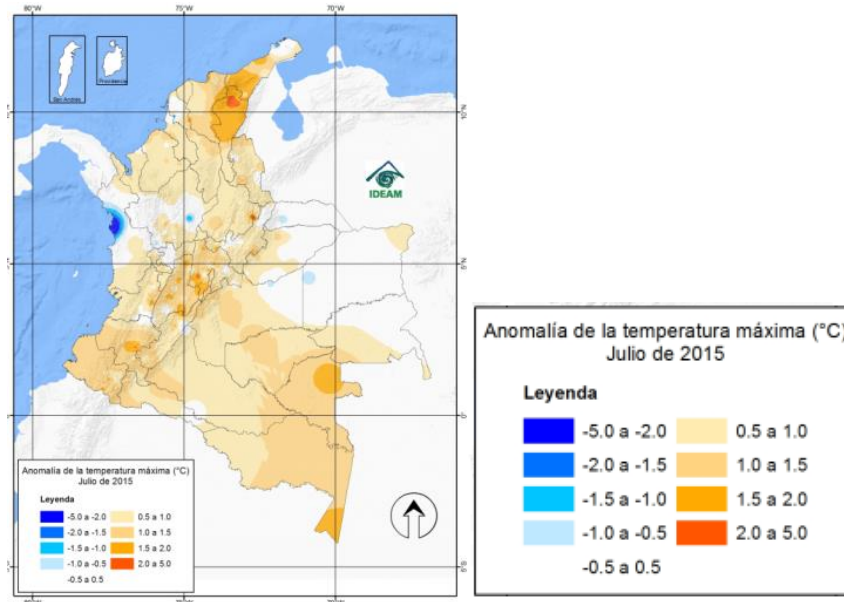 80°W 75°W 70°W
San Andrés
Providencia
10°N
IDEAM
5°N
0°
5°S
Anomalía de la temperatura máxima (°C)
Julio de 2015
Leyenda
-5.0 a -2.0 0.5 a 1.0
-2.0 a -1.5 1.0 a 1.5
-1.5 a -1.0 1.5 a 2.0
-1.0 a -0.5 2.0 a 5.0
-0.5 a 0.5
75°W 70°W
Anomalía de la temperatura máxima (°C)
Julio de 2015
Leyenda
-5.0 a -2.0 0.5 a 1.0
-2.0 a -1.5 1.0 a 1.5
-1.5 a -1.0 1.5 a 2.0
-1.0 a -0.5 2.0 a 5.0
-0.5 a 0.5